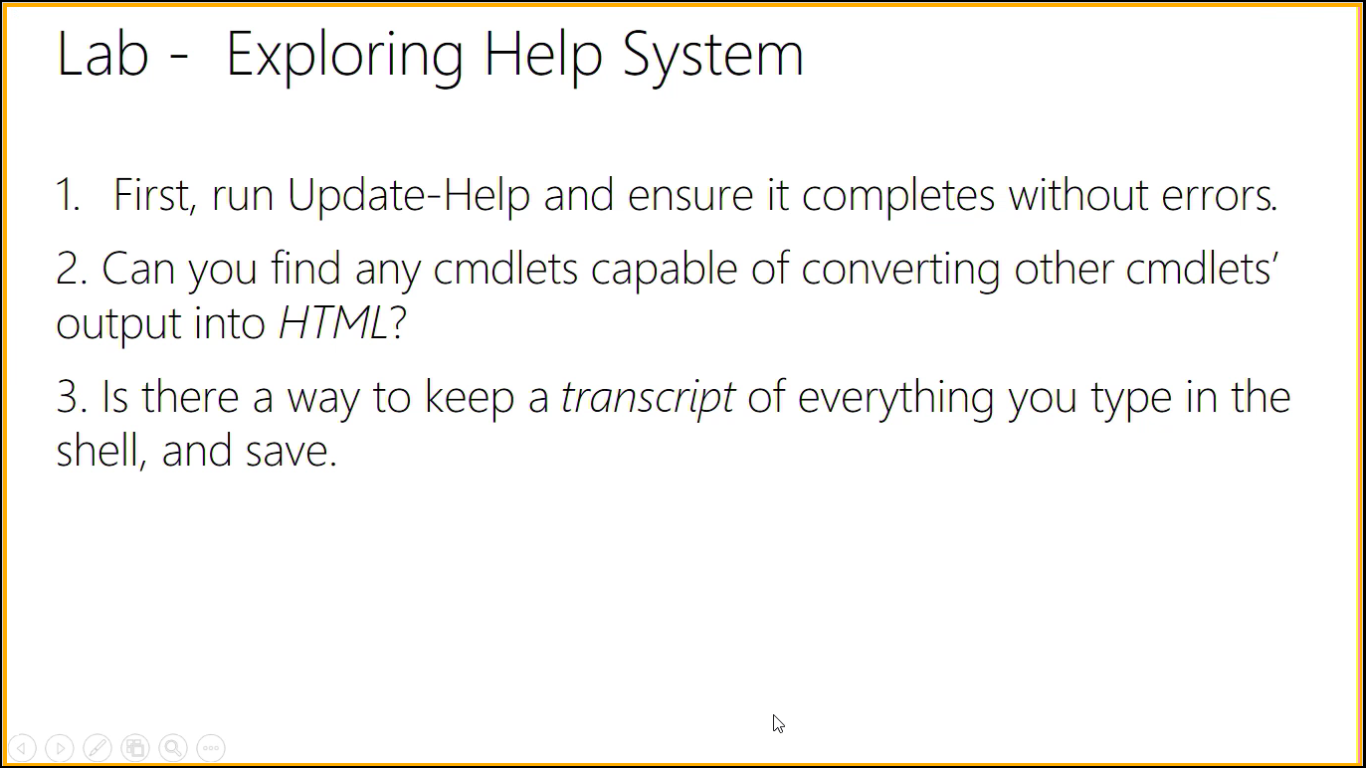 Lab - Exploring Help System
1. First, run Update-Help and ensure it completes without errors.
2. Can you find any cmdlets capable of converting other cmdlets’
output into HTML?
3. Is there a way to keep a transcript of everything you type in the
shell, and save.